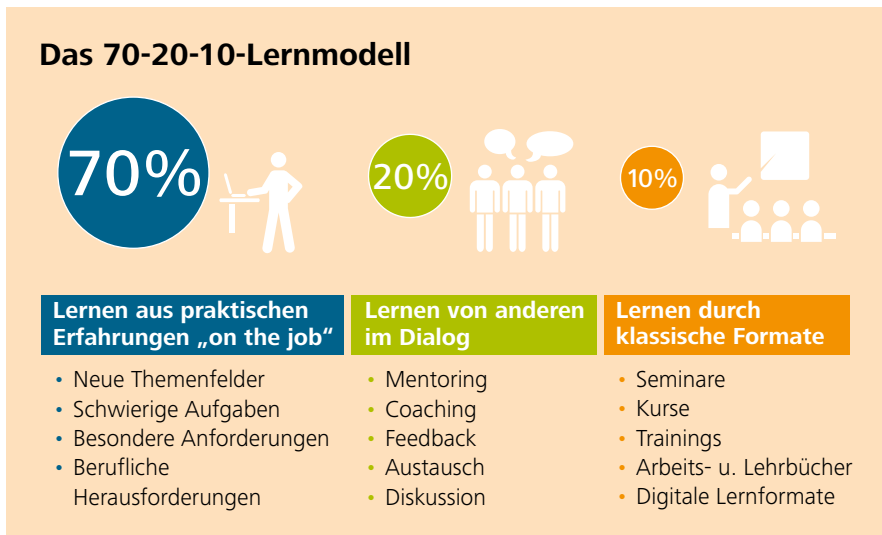 Das 70-20-10-Lernmodell
70%
20%
10%
Lernen aus praktischen
Erfahrungen „on the job“
• Neue Themenfelder
• Schwierige Aufgaben
• Besondere Anforderungen
• Berufliche
Herausforderungen
Lernen von anderen
im Dialog
• Mentoring
• Coaching
• Feedback
• Austausch
• Diskussion
Lernen durch
klassische Formate
• Seminare
• Kurse
• Trainings
• Arbeits- u. Lehrbücher
• Digitale Lernformate